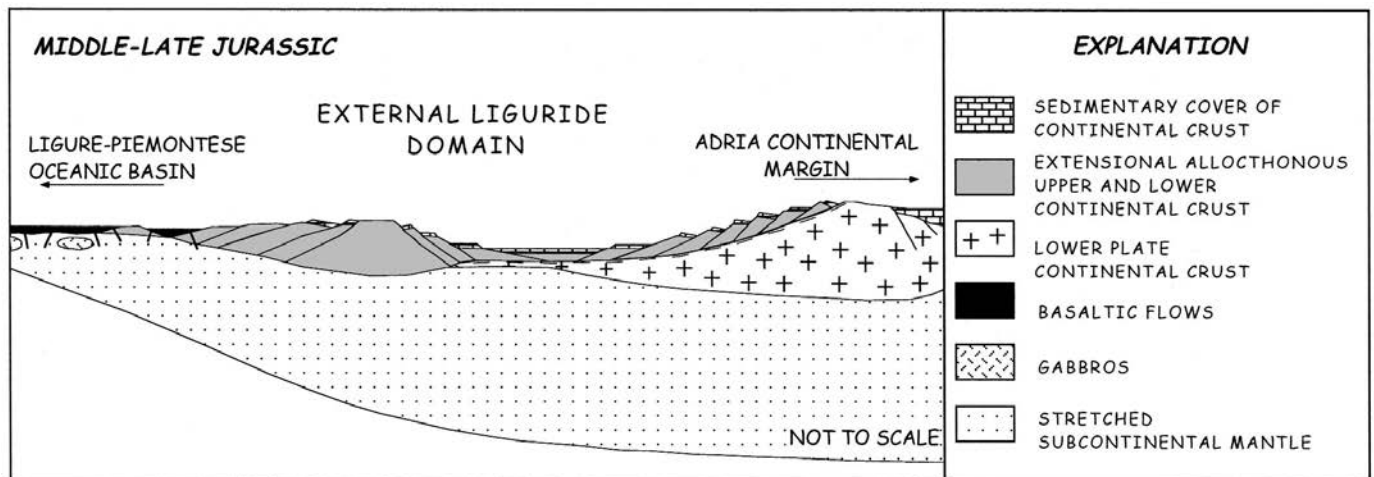 MIDDLE-LATE JURASSIC
EXTERNAL LIGURIDE
DOMAIN
LIGURE-PIEMONTESE
OCEANIC BASIN
ADRIA CONTINENTAL
MARGIN
NOT TO SCALE
EXPLANATION
SEDIMENTARY COVER OF
CONTINENTAL CRUST
EXTENSIONAL ALLOCTHONOUS
UPPER AND LOWER
CONTINENTAL CRUST
LOWER PLATE
CONTINENTAL CRUST
BASALTIC FLOWS
GABBROS
STRETCHED
SUBCONTINENTAL MANTLE